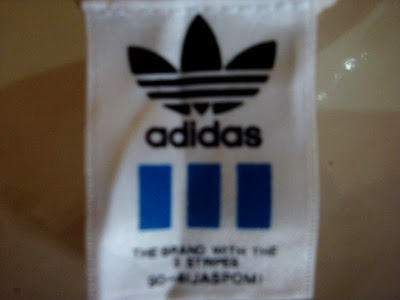 adidas
THE BRAND WITH THE
3 STRIPES